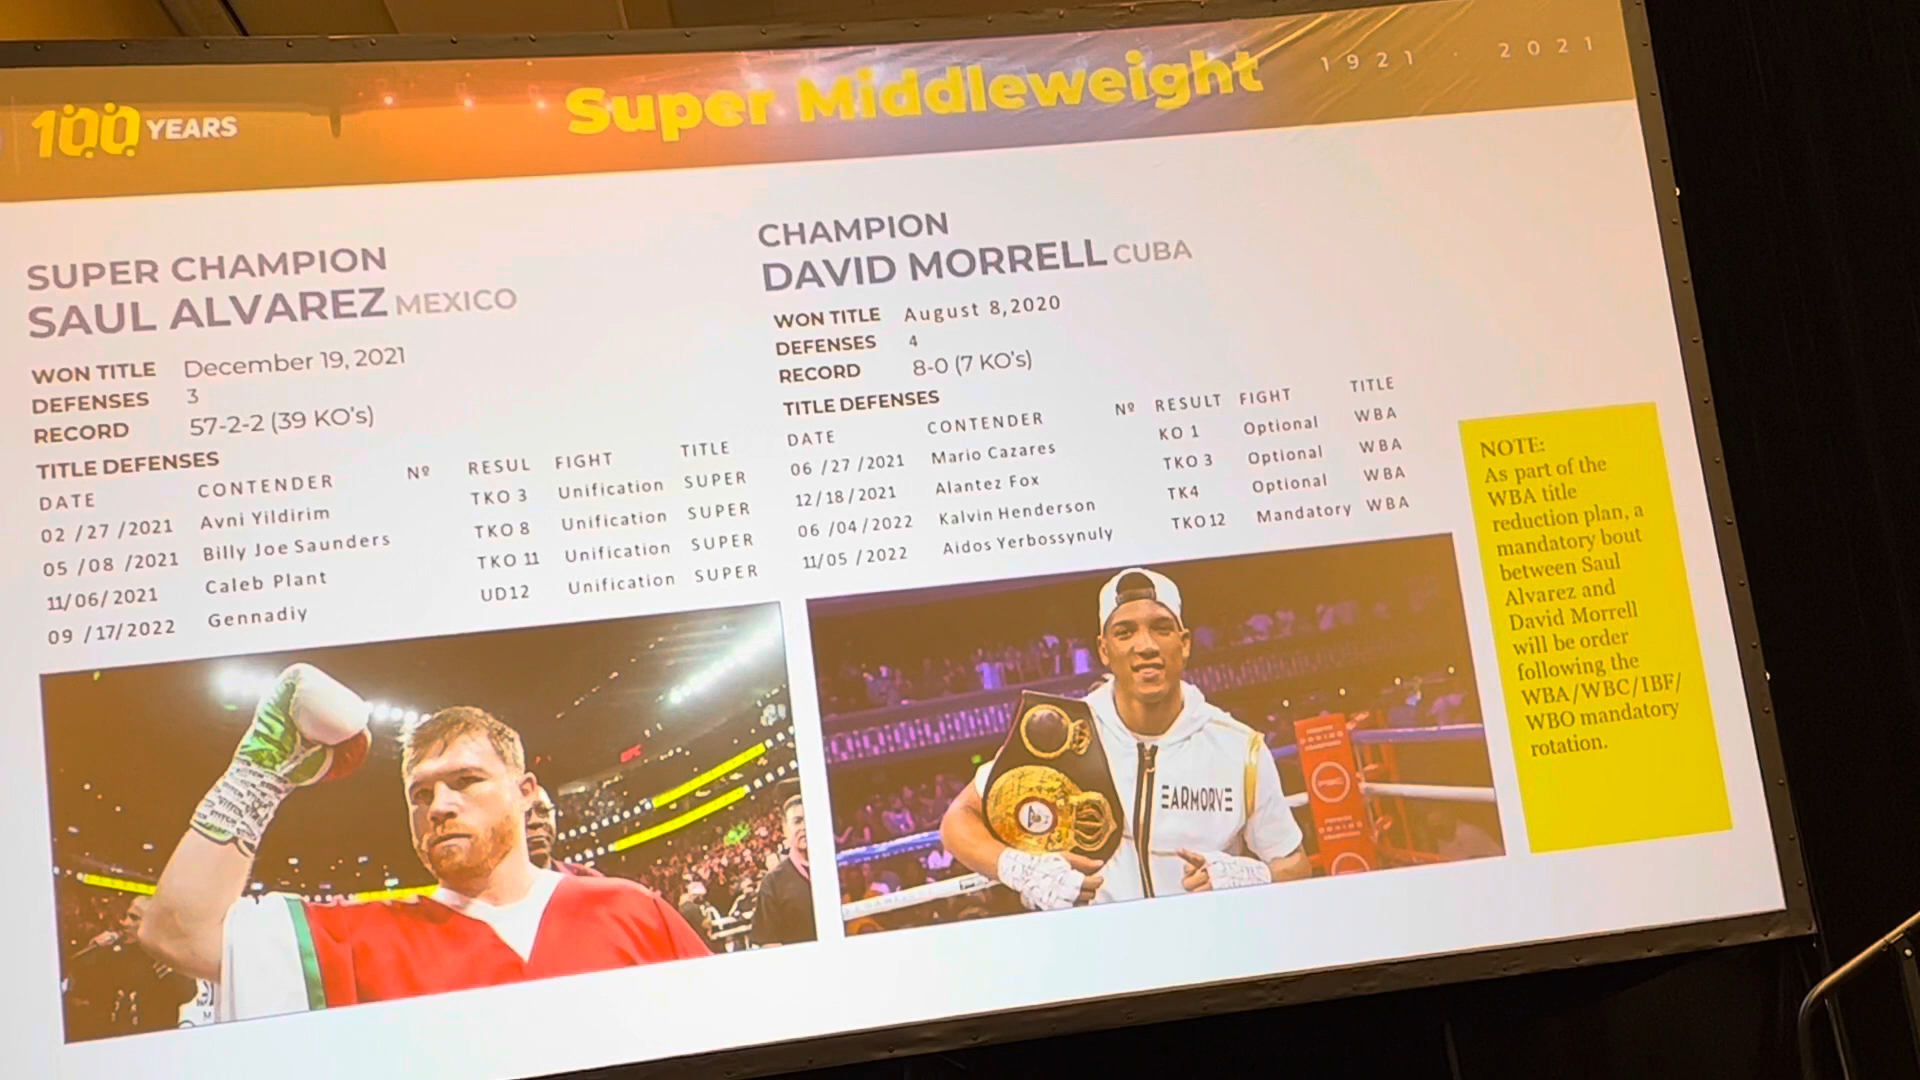 100 YEARS
Super Middleweight
1921 · 2021
SUPER CHAMPION
SAUL ALVAREZ MEXICO
WON TITLE December 19, 2021
DEFENSES 3
RECORD 57-2-2 (39 KO's)
TITLE DEFENSES
DATE CONTENDER Nº RESUL FIGHT TITLE
02 /27 /2021 Avni Yildirim TKO 3 Unification SUPER
05 /08 /2021 Billy Joe Saunders TKO 8 Unification SUPER
11/06/2021 Caleb Plant TKO 11 Unification SUPER
09 /17/2022 Gennadiy UD12 Unification SUPER
CHAMPION
DAVID MORRELL CUBA
WON TITLE August 8,2020
DEFENSES 4
RECORD 8-0 (7 KO's)
TITLE DEFENSES
DATE CONTENDER Nº RESULT FIGHT TITLE
06 /27 /2021 Mario Cazares KO 1 Optional WBA
12/18/2021 Alantez Fox TKO 3 Optional WBA
06 /04 /2022 Kalvin Henderson TK4 Optional WBA
11/05 /2022 Aidos Yerbossynuly TKO12 Mandatory WBA
NOTE:
As part of the
WBA title
reduction plan, a
mandatory bout
between Saul
Alvarez and
David Morrell
will be order
following the
WBA/WBC/IBF/
WBO mandatory
rotation.